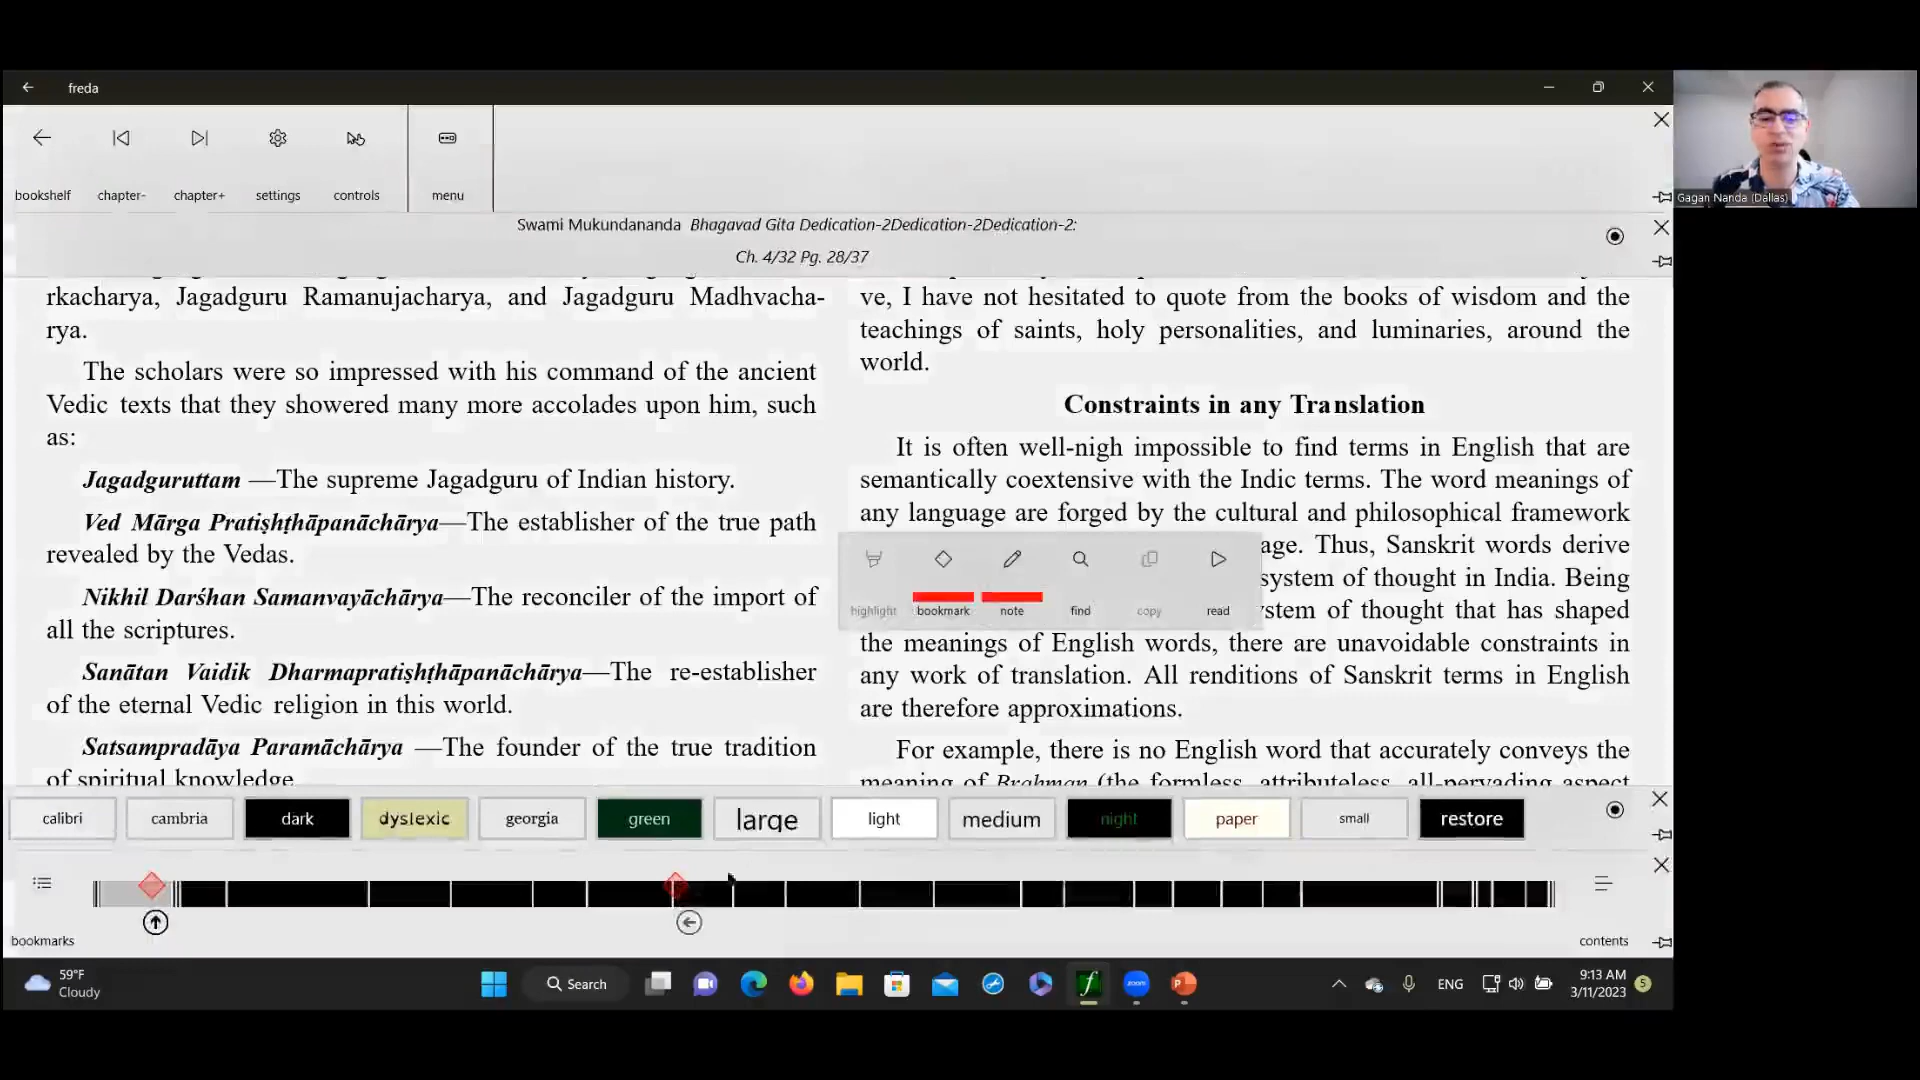 freda
bookshelf
chapter-
chapter+
settings
controls
menu
Swami Mukundananda Bhagavad Gita Dedication-2Dedication-2Dedication-2:
Ch. 4/32 Pg. 28/37
rkacharya, Jagadguru Ramanujacharya, and Jagadguru Madhvacha-
rya.
The scholars were so impressed with his command of the ancient
Vedic texts that they showered many more accolades upon him, such
as:
Jagadguruttam —The supreme Jagadguru of Indian history.
Ved Mārga Pratiṣhṭhāpanāchārya—The establisher of the true path
revealed by the Vedas.
Nikhil Darśhan Samanvayāchārya—The reconciler of the import of
all the scriptures.
Sanātan Vaidik Dharmapratiṣhṭhāpanāchārya—The re-establisher
of the eternal Vedic religion in this world.
Satsampradāya Paramāchārya —The founder of the true tradition
of spiritual knowledge.
ve, I have not hesitated to quote from the books of wisdom and the
teachings of saints, holy personalities, and luminaries, around the
world.
Constraints in any Translation
It is often well-nigh impossible to find terms in English that are
semantically coextensive with the Indic terms. The word meanings of
any language are forged by the cultural and philosophical framework
age. Thus, Sanskrit words derive
system of thought in India. Being
stem of thought that has shaped
the meanings of English words, there are unavoidable constraints in
any work of translation. All renditions of Sanskrit terms in English
are therefore approximations.
For example, there is no English word that accurately conveys the
meaning of Brahman (the formless, attributeless, all-pervading aspect
highlight
bookmark
note
find
copy
read
calibri
cambria
dark
dyslexic
georgia
green
large
light
medium
night
paper
small
restore
bookmarks
contents
59°F
Cloudy
Search
zoom
ENG
9:13 AM
3/11/2023
5
Gagan Nanda (Dallas)